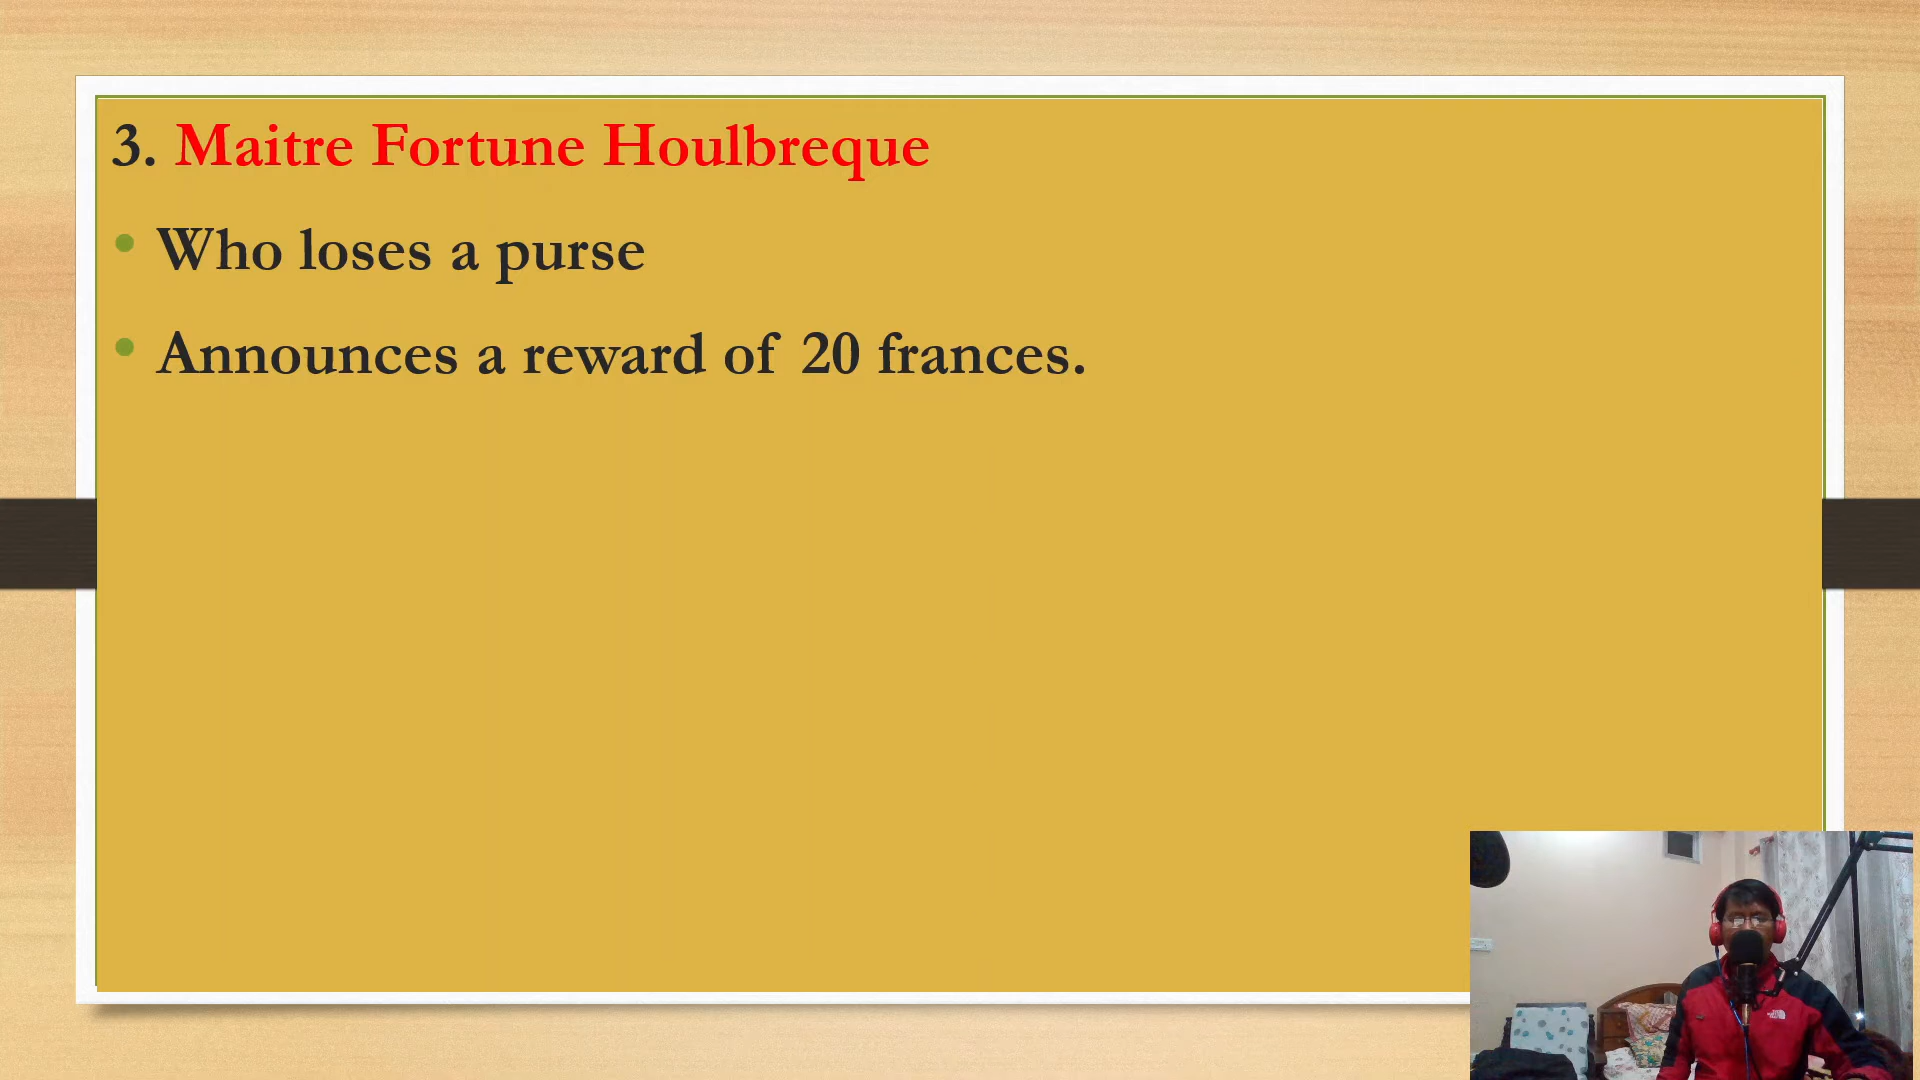 3. Maitre Fortune Houlbreque
• Who loses a purse
• Announces a reward of 20 frances.